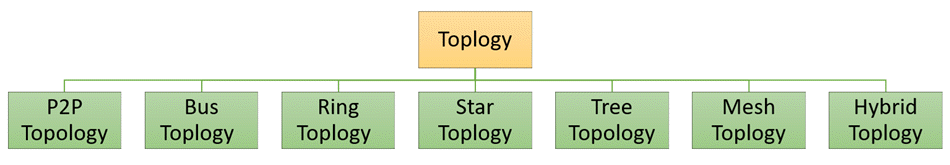 Toplogy
P2P
Topology
Bus
Toplogy
Ring
Toplogy
Star
Toplogy
Tree
Topology
Mesh
Toplogy
Hybrid
Toplogy